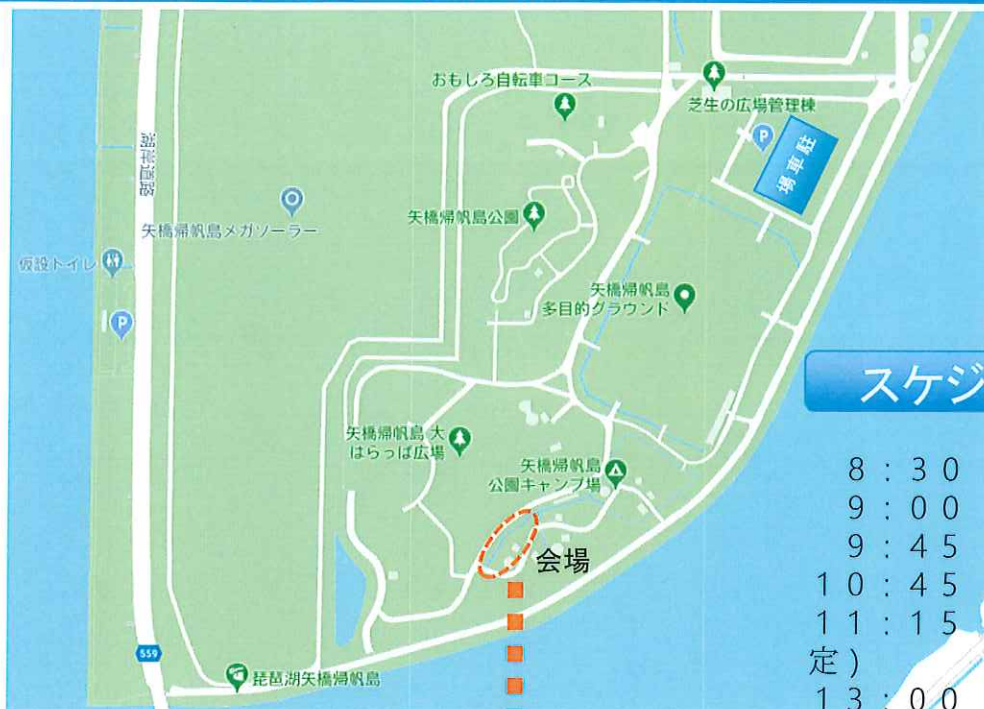 おもしろ自転車コース
芝生の広場管理棟
P
駐車場
湖岸道路
矢橋帰帆島公園
矢橋帰帆島メガソーラー
仮設トイレ
P
矢橋帰帆島
多目的グラウンド
スケジ
矢橋帰帆島 大
はらっぱ広場
矢橋帰帆島
公園キャンプ場
会場
8:30
9:00
9:45
10:45
11:15
定)
13:00
559
琵琶湖矢橋帰帆島